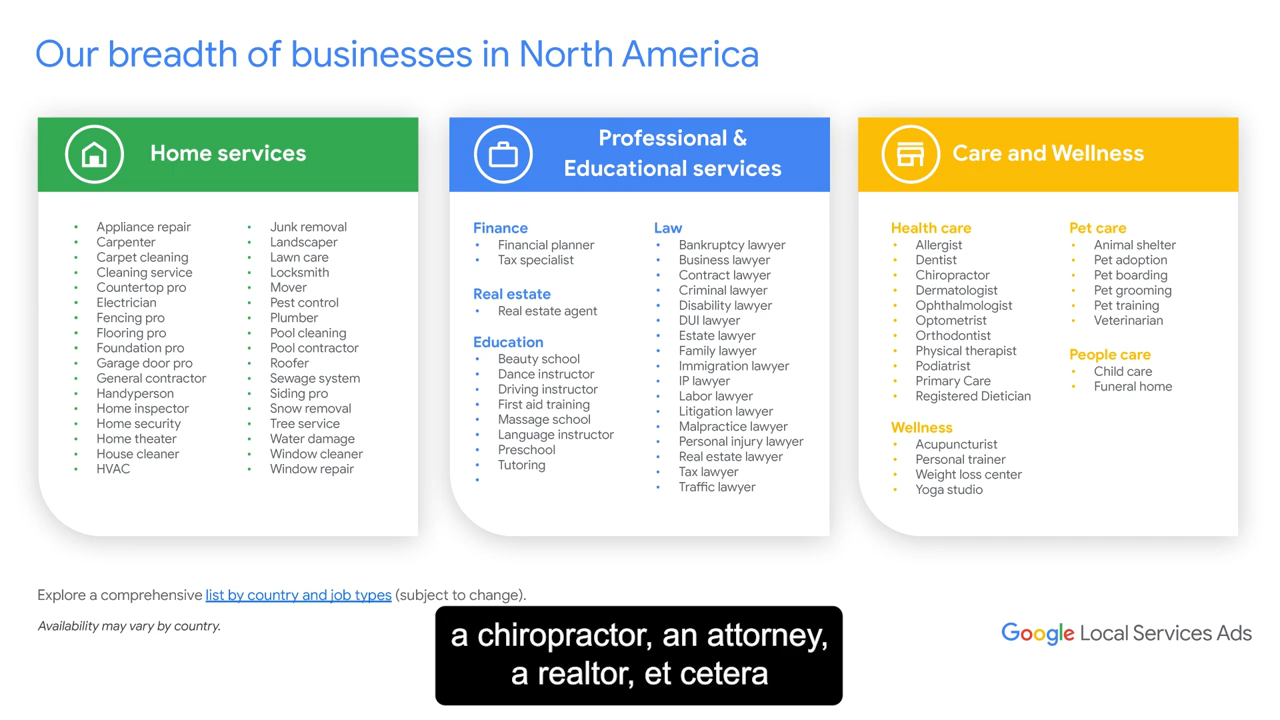 Our breadth of businesses in North America
Home services
Appliance repair
Carpenter
Carpet cleaning
Cleaning service
Countertop pro
Electrician
Fencing pro
Flooring pro
Foundation pro
Garage door pro
General contractor
Handyperson
Home inspector
Home security
Home theater
House cleaner
HVAC
Junk removal
Landscaper
Lawn care
Locksmith
Mover
Pest control
Plumber
Pool cleaning
Pool contractor
Roofer
Sewage system
Siding pro
Snow removal
Tree service
Water damage
Window cleaner
Window repair
Professional &
Educational services
Finance
Financial planner
Tax specialist
Real estate
Real estate agent
Education
Beauty school
Dance instructor
Driving instructor
First aid training
Massage school
Language instructor
Preschool
Tutoring
Law
Bankruptcy lawyer
Business lawyer
Contract lawyer
Criminal lawyer
Disability lawyer
DUI lawyer
Estate lawyer
Family lawyer
Immigration lawyer
IP lawyer
Labor lawyer
Litigation lawyer
Malpractice lawyer
Personal injury lawyer
Real estate lawyer
Tax lawyer
Traffic lawyer
Care and Wellness
Health care
Allergist
Dentist
Chiropractor
Dermatologist
Ophthalmologist
Optometrist
Orthodontist
Physical therapist
Podiatrist
Primary Care
Registered Dietician
Wellness
Acupuncturist
Personal trainer
Weight loss center
Yoga studio
Pet care
Animal shelter
Pet adoption
Pet boarding
Pet grooming
Pet training
Veterinarian
People care
Child care
Funeral home
Explore a comprehensive list by country and job types (subject to change).
Availability may vary by country.
Google Local Services Ads
a chiropractor, an attorney,
a realtor, et cetera